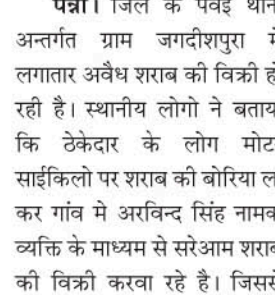 पन्ना। जिले के पवई थान
अन्तर्गत ग्राम जगदीशपुरा में
लगातार अवैध शराब की विक्री हो
रही है। स्थानीय लोगो ने बताय
कि ठेकेदार के लोग मोट
साईकिलो पर शराब की बोरिया ल
कर गांव मे अरविन्द सिंह नामक
व्यक्ति के माध्यम से सरेआम शराब
की विक्री करवा रहे है। जिसस